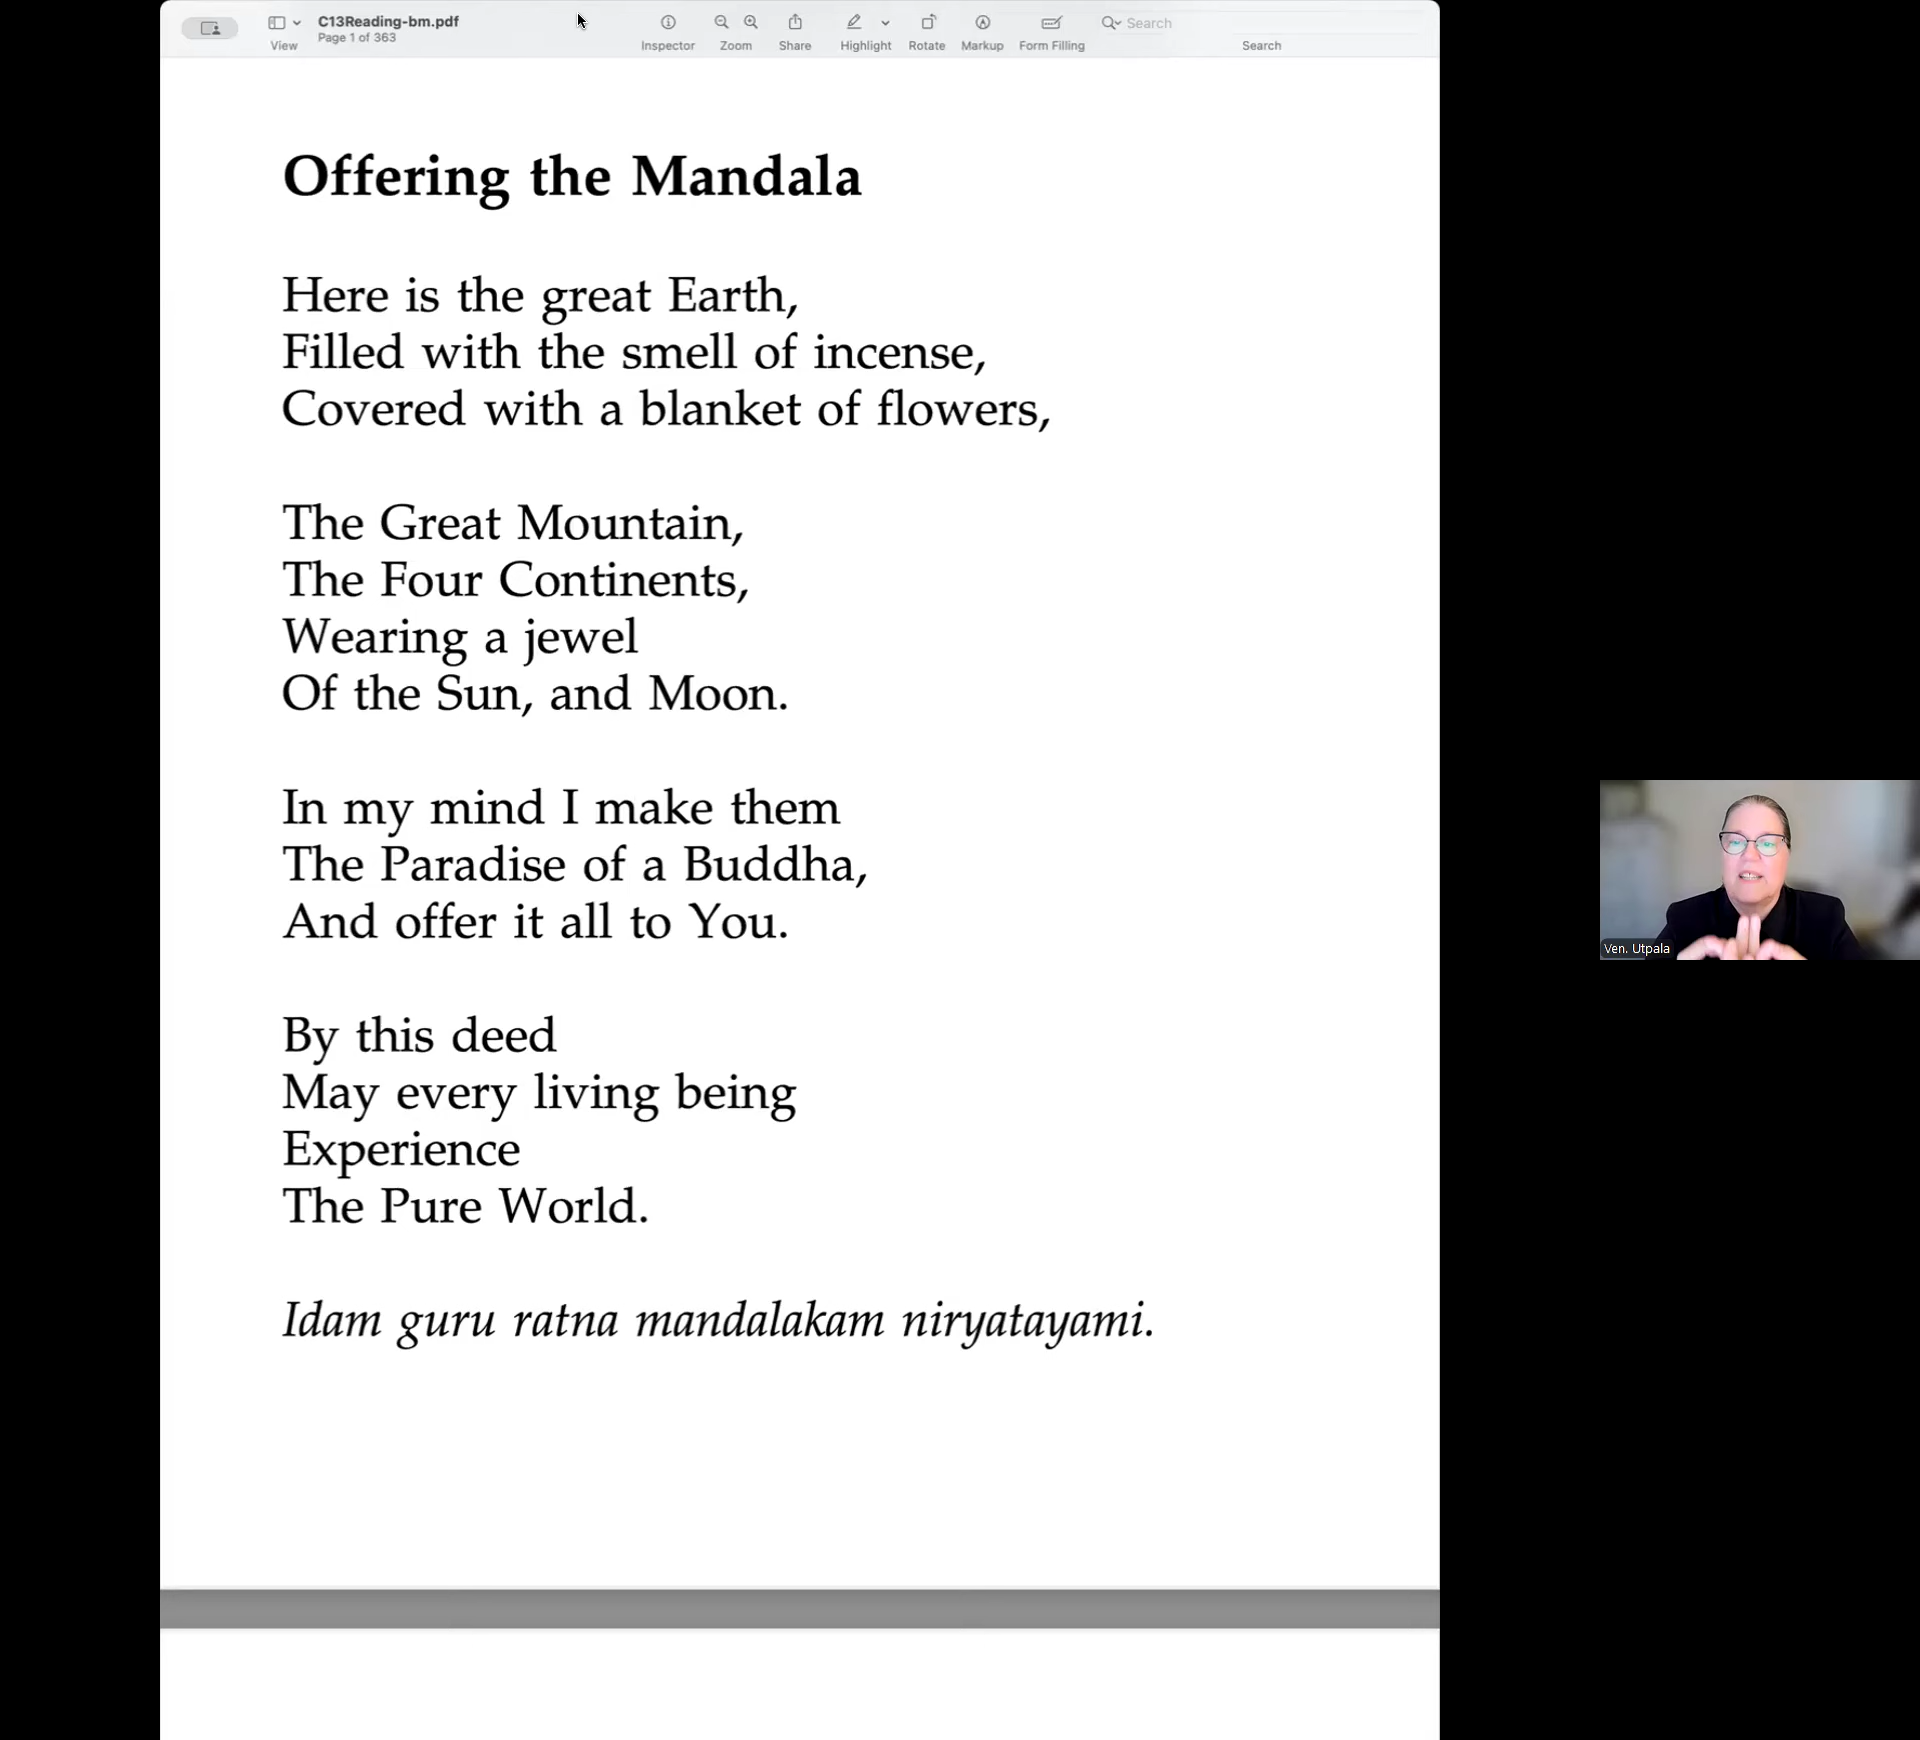 C13Reading-bm.pdf
Page 1 of 363
View
Inspector
Zoom
Share
Highlight
Rotate
Markup
Form Filling
Search
Search
Offering the Mandala
Here is the great Earth,
Filled with the smell of incense,
Covered with a blanket of flowers,
The Great Mountain,
The Four Continents,
Wearing a jewel
Of the Sun, and Moon.
In my mind I make them
The Paradise of a Buddha,
And offer it all to You.
By this deed
May every living being
Experience
The Pure World.
Idam guru ratna mandalakam niryatayami.
Ven. Utpala